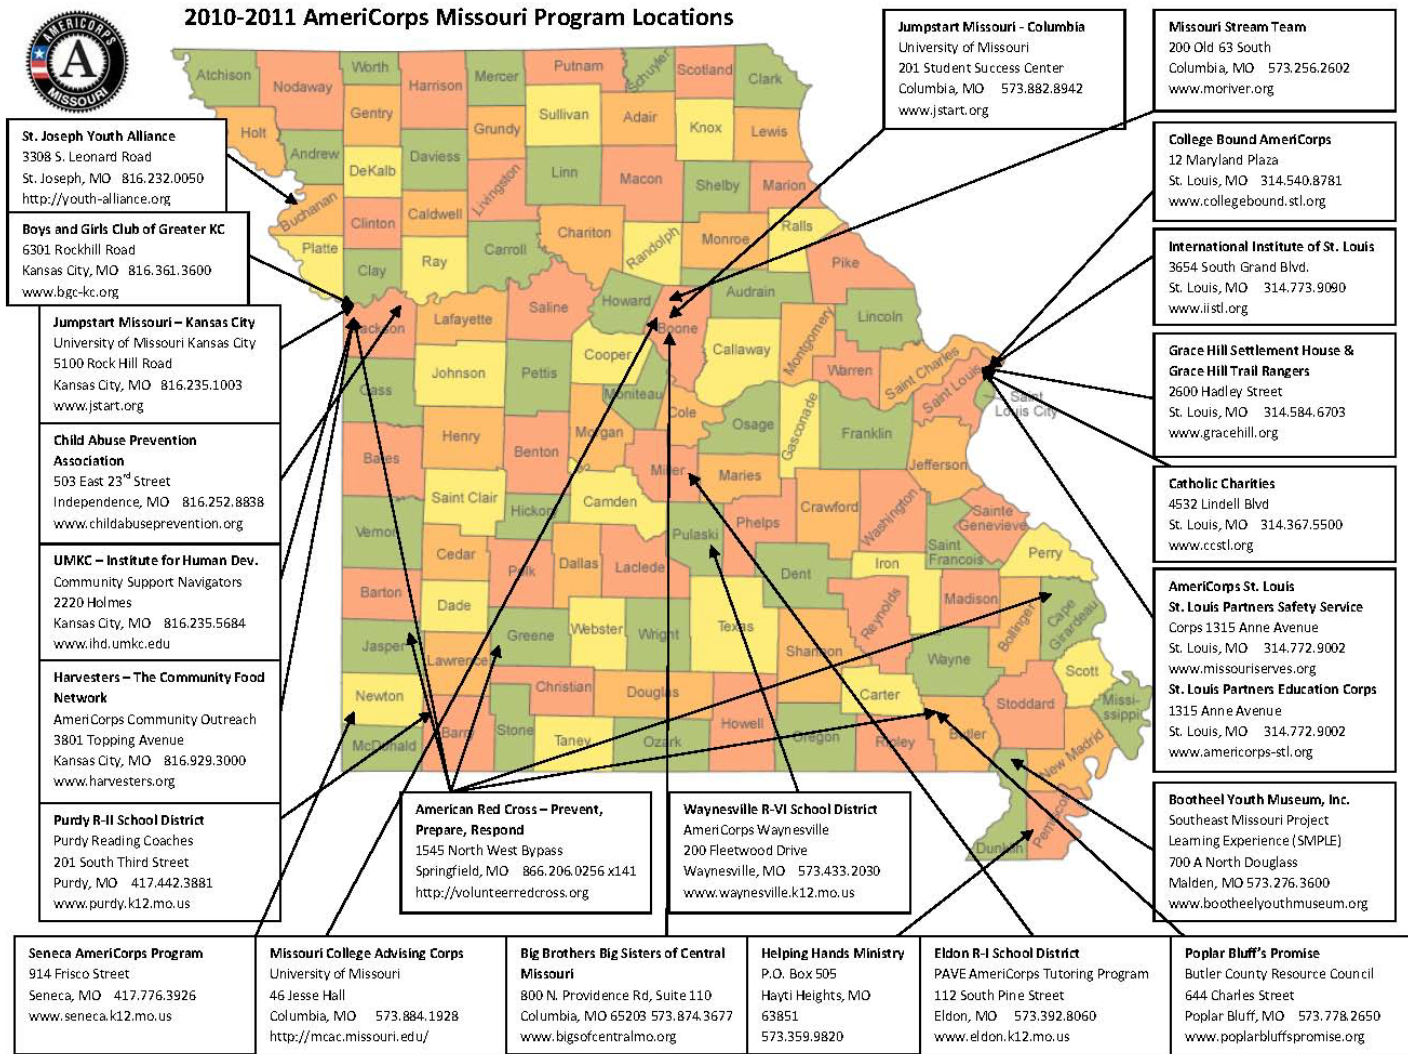 2010-2011 AmeriCorps Missouri Program Locations
AMERICORPS
A
MISSOURI
St. Joseph Youth Alliance
3308 S. Leonard Road
St. Joseph, MO 816.232.0050
http://youth-alliance.org
Boys and Girls Club of Greater KC
6301 Rockhill Road
Kansas City, MO 816.361.3600
www.bgc-kc.org
Jumpstart Missouri – Kansas City
University of Missouri Kansas City
5100 Rock Hill Road
Kansas City, MO 816.235.1003
www.jstart.org
Child Abuse Prevention
Association
503 East 23rd Street
Independence, MO 816.252.8838
www.childabuseprevention.org
UMKC – Institute for Human Dev.
Community Support Navigators
2220 Holmes
Kansas City, MO 816.235.5684
www.ihd.umkc.edu
Harvesters – The Community Food
Network
AmeriCorps Community Outreach
3801 Topping Avenue
Kansas City, MO 816.929.3000
www.harvesters.org
Purdy R-II School District
Purdy Reading Coaches
201 South Third Street
Purdy, MO 417.442.3881
www.purdy.k12.mo.us
Jumpstart Missouri - Columbia
University of Missouri
201 Student Success Center
Columbia, MO 573.882.8942
www.jstart.org
Missouri Stream Team
200 Old 63 South
Columbia, MO 573.256.2602
www.moriver.org
College Bound AmeriCorps
12 Maryland Plaza
St. Louis, MO 314.540.8781
www.collegebound.stl.org
International Institute of St. Louis
3654 South Grand Blvd.
St. Louis, MO 314.773.9090
www.iistl.org
Grace Hill Settlement House &
Grace Hill Trail Rangers
2600 Hadley Street
St. Louis, MO 314.584.6703
www.gracehill.org
Catholic Charities
4532 Lindell Blvd
St. Louis, MO 314.367.5500
www.ccstl.org
AmeriCorps St. Louis
St. Louis Partners Safety Service
Corps 1315 Anne Avenue
St. Louis, MO 314.772.9002
www.missouriserves.org
St. Louis Partners Education Corps
1315 Anne Avenue
St. Louis, MO 314.772.9002
www.americorps-stl.org
Bootheel Youth Museum, Inc.
Southeast Missouri Project
Learning Experience (SMPLE)
700 A North Douglass
Malden, MO 573.276.3600
www.bootheelyouthmuseum.org
Atchison
Nodaway
Worth
Harrison
Mercer
Putnam
Schuyler
Scotland
Clark
Holt
Gentry
Grundy
Sullivan
Adair
Knox
Lewis
Andrew
DeKalb
Daviess
Livingston
Linn
Macon
Shelby
Marion
Buchanan
Clinton
Caldwell
Chariton
Randolph
Monroe
Ralls
Platte
Clay
Ray
Carroll
Pike
Jackson
Lafayette
Saline
Howard
Boone
Audrain
Callaway
Montgomery
Lincoln
Warren
Saint Charles
Saint Louis
Saint
Louis City
Cass
Johnson
Pettis
Cooper
Moniteau
Cole
Osage
Gasconade
Franklin
Jefferson
Bates
Henry
Benton
Morgan
Miller
Maries
Crawford
Washington
Sainte
Genevieve
Saint
Francois
Perry
Vernon
Saint Clair
Hickory
Camden
Pulaski
Phelps
Dent
Iron
Madison
Bollinger
Cape
Girardeau
Barton
Cedar
Polk
Dallas
Laclede
Texas
Reynolds
Dade
Jasper
Greene
Webster
Wright
Shannon
Wayne
Scott
Lawrence
Newton
Christian
Douglas
Howell
Carter
Stoddard
Missi-
ssippi
McDonald
Barry
Stone
Taney
Ozark
Oregon
Ripley
Butler
New Madrid
Dunklin
Pemiscot
American Red Cross – Prevent,
Prepare, Respond
1545 North West Bypass
Springfield, MO 866.206.0256 x141
http://volunteerredcross.org
Waynesville R-VI School District
AmeriCorps Waynesville
200 Fleetwood Drive
Waynesville, MO 573.433.2030
www.waynesville.k12.mo.us
Seneca AmeriCorps Program
914 Frisco Street
Seneca, MO 417.776.3926
www.seneca.k12.mo.us
Missouri College Advising Corps
University of Missouri
46 Jesse Hall
Columbia, MO 573.884.1928
http://mcac.missouri.edu/
Big Brothers Big Sisters of Central
Missouri
800 N. Providence Rd, Suite 110
Columbia, MO 65203 573.874.3677
www.bigsofcentralmo.org
Helping Hands Ministry
P.O. Box 505
Hayti Heights, MO
63851
573.359.9820
Eldon R-I School District
PAVE AmeriCorps Tutoring Program
112 South Pine Street
Eldon, MO 573.392.8060
www.eldon.k12.mo.us
Poplar Bluff's Promise
Butler County Resource Council
644 Charles Street
Poplar Bluff, MO 573.778.2650
www.poplarbluffspromise.org